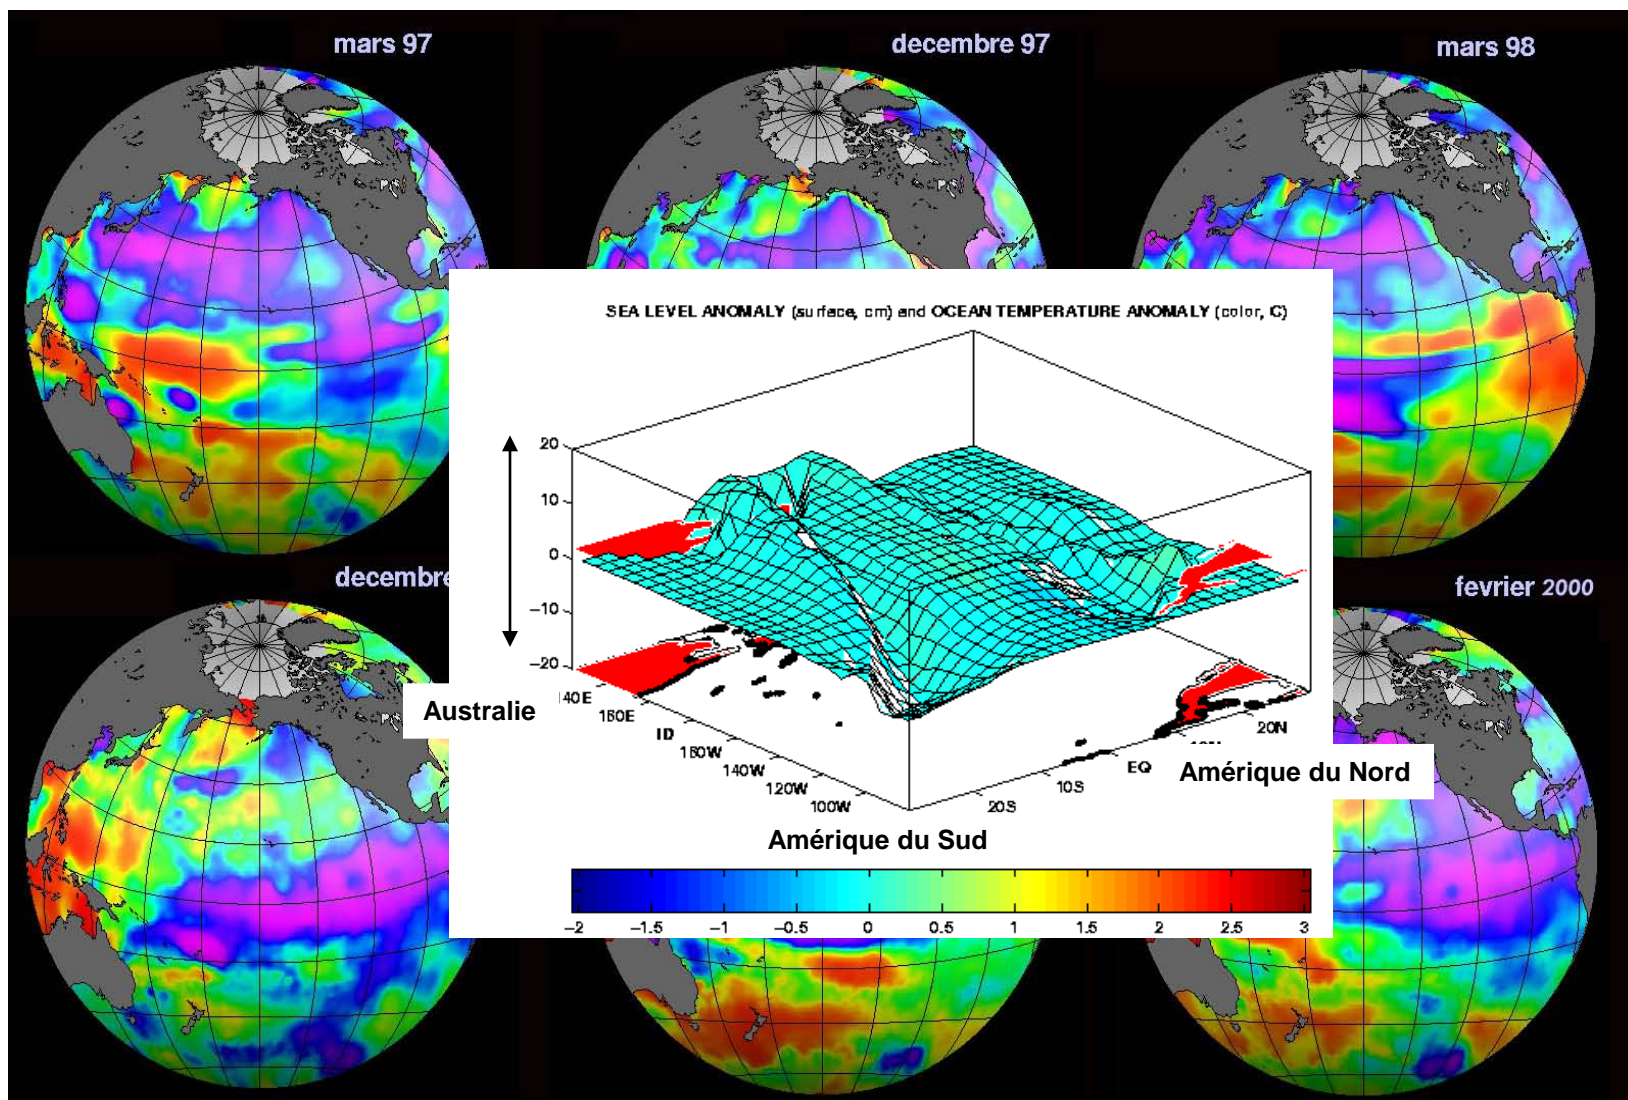 mars 97
decembre 97
mars 98
SEA LEVEL ANOMALY (surface, cm) and OCEAN TEMPERATURE ANOMALY (color, C)
20
10
0
-10
-20
140E
160E
ID
160W
140W
120W
100W
20S
10S
EQ
20N
Australie
Amérique du Nord
Amérique du Sud
-2 -1.5 -1 -0.5 0 0.5 1 1.5 2 2.5 3
decembre
fevrier 2000